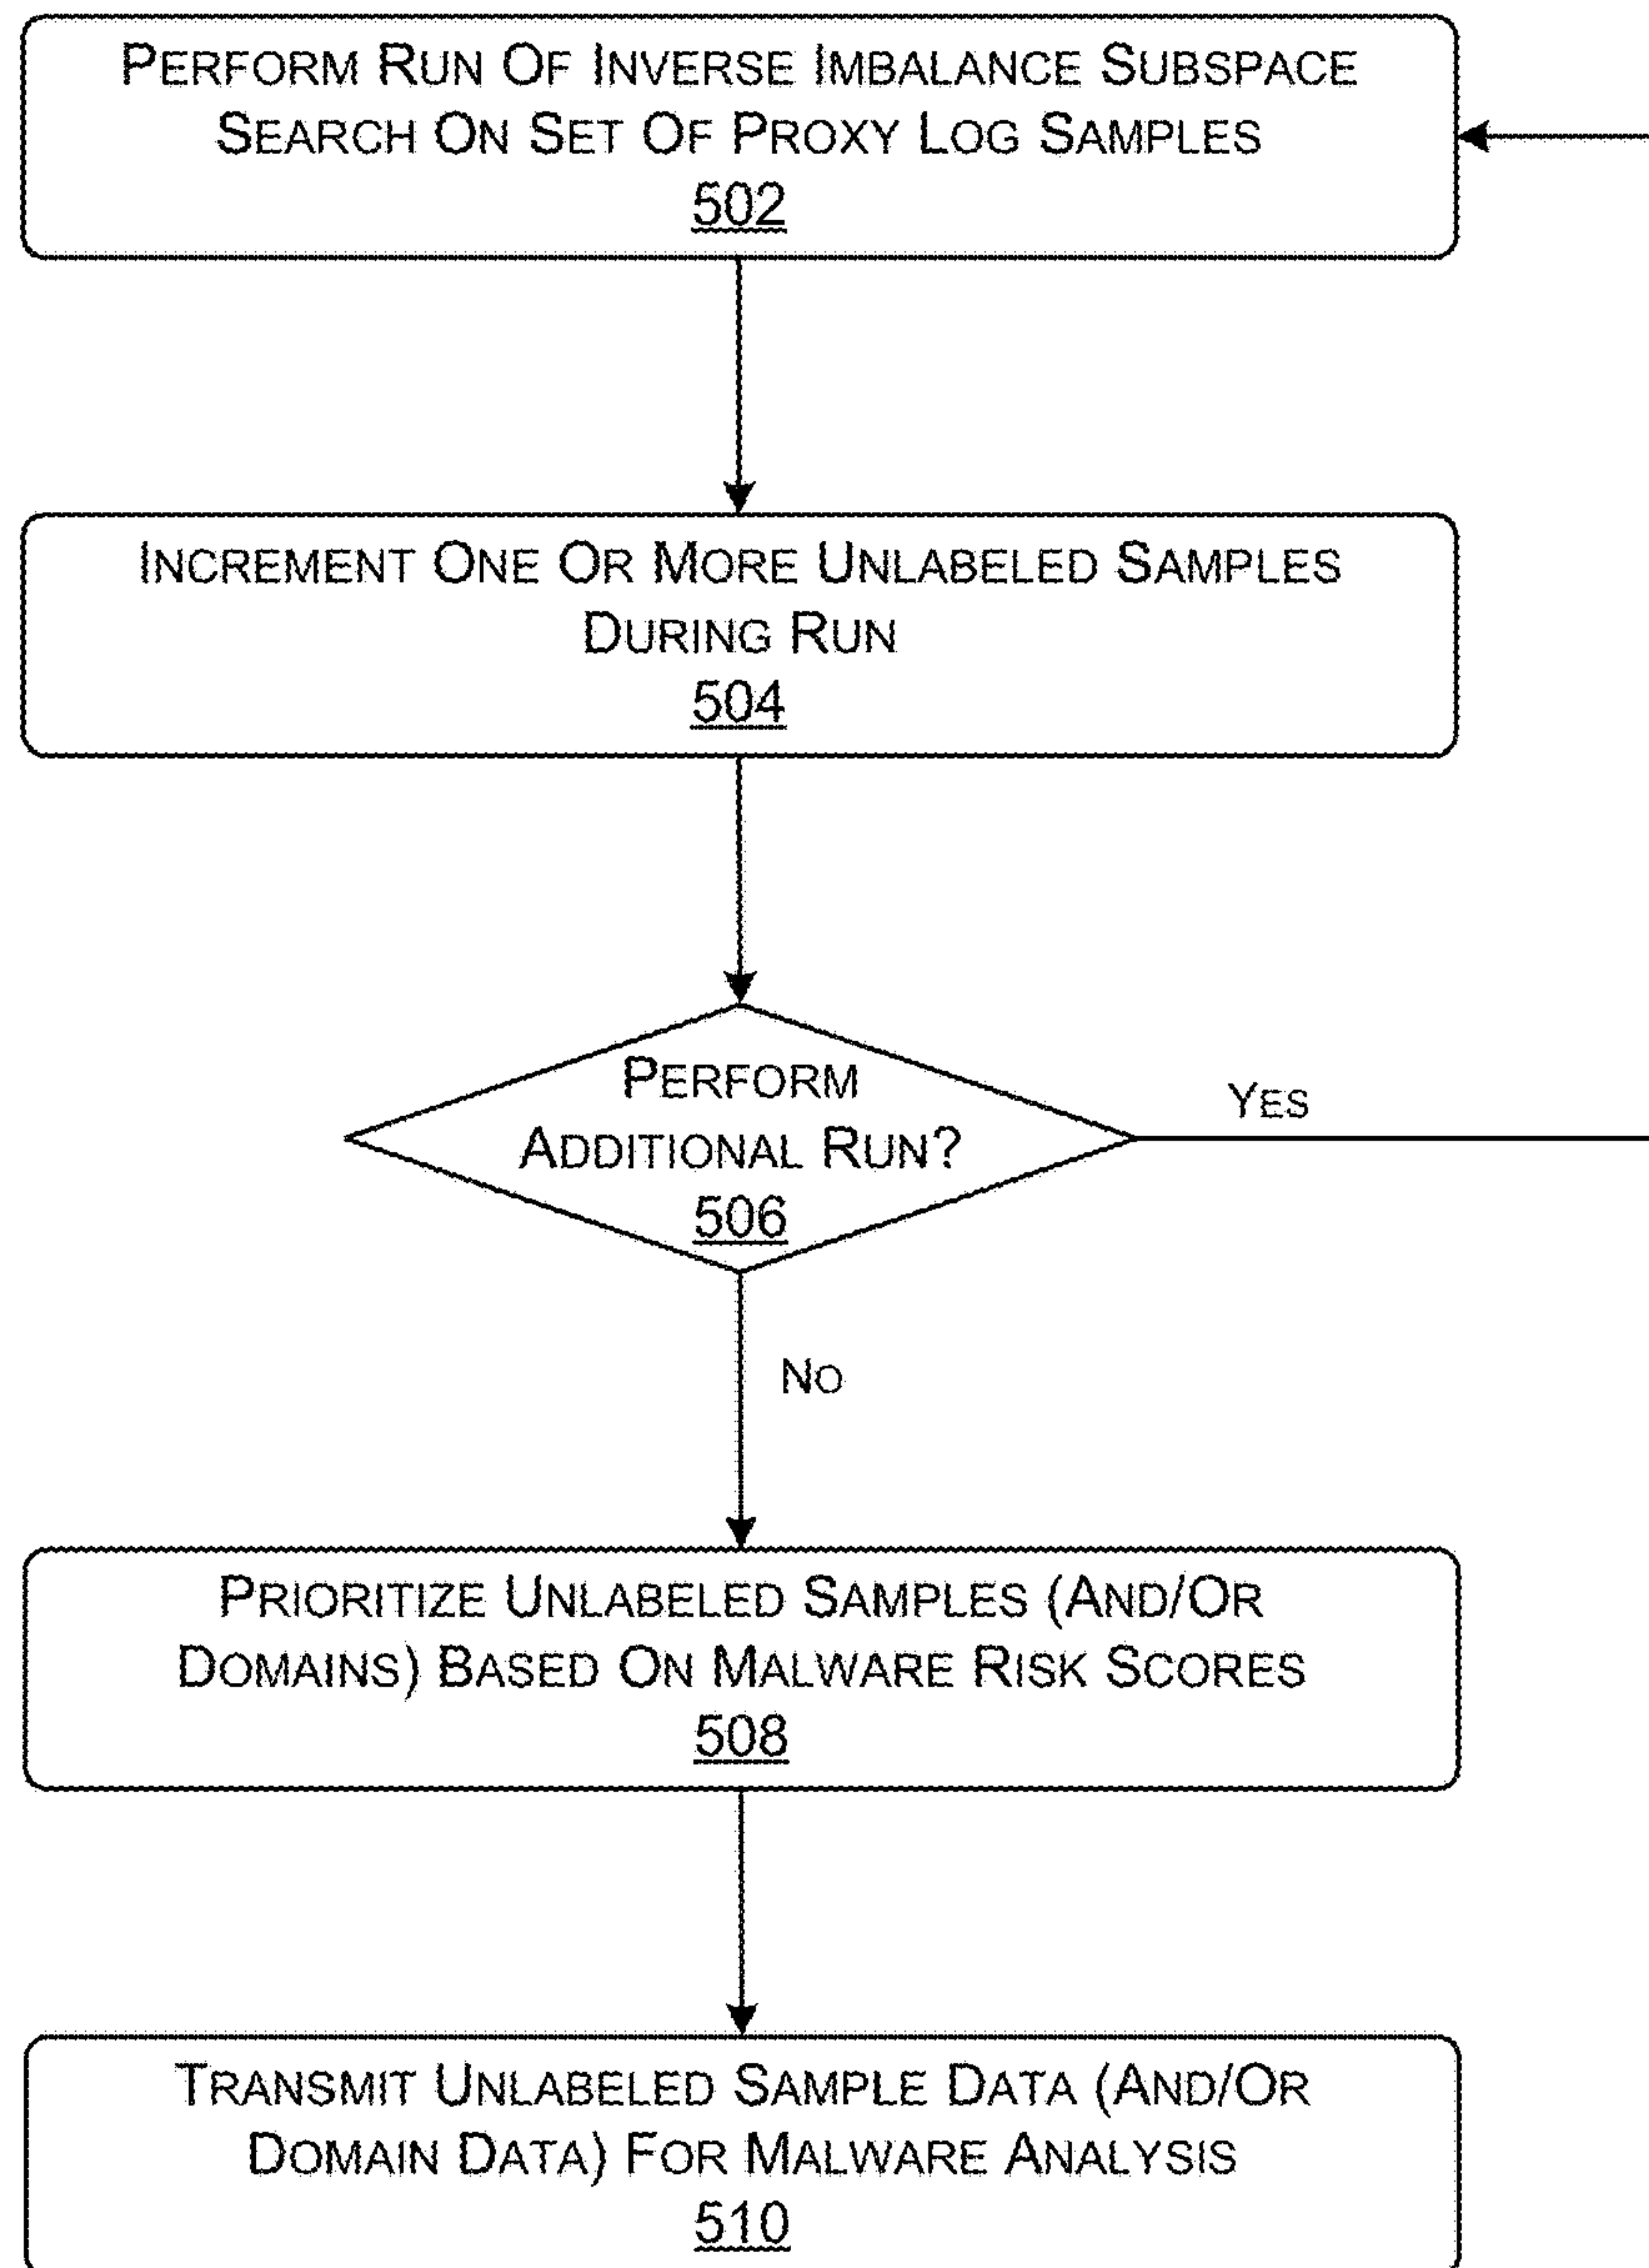 PERFORM RUN OF INVERSE IMBALANCE SUBSPACE
SEARCH ON SET OF PROXY LOG SAMPLES
502
INCREMENT ONE OR MORE UNLABELED SAMPLES
DURING RUN
504
PERFORM
ADDITIONAL RUN?
506
YES
NO
PRIORITIZE UNLABELED SAMPLES (AND/OR
DOMAINS) BASED ON MALWARE RISK SCORES
508
TRANSMIT UNLABELED SAMPLE DATA (AND/OR
DOMAIN DATA) FOR MALWARE ANALYSIS
510